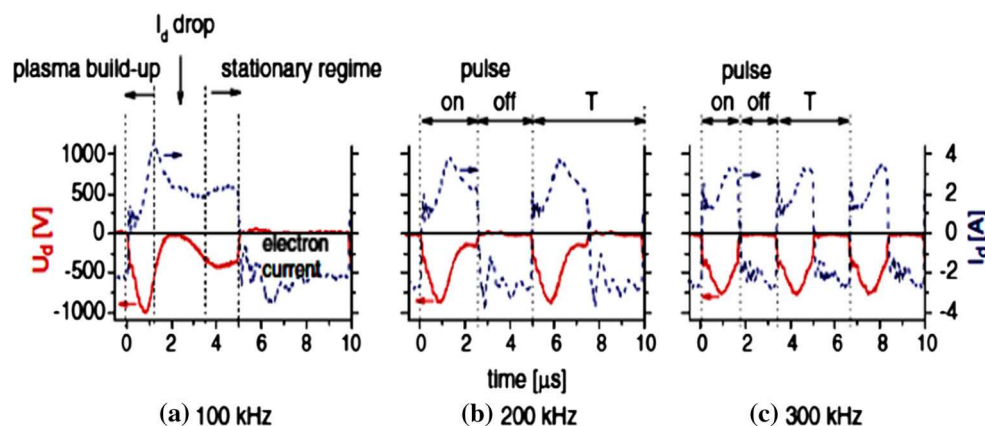 I_d drop
plasma build-up
stationary regime
pulse
on off T
pulse
on off T
1000
500
0
-500
-1000
U_d [V]
electron
current
4
2
0
-2
-4
I_d [A]
0 2 4 6 8 10
0 2 4 6 8 10
0 2 4 6 8 10
time [μs]
(a) 100 kHz
(b) 200 kHz
(c) 300 kHz